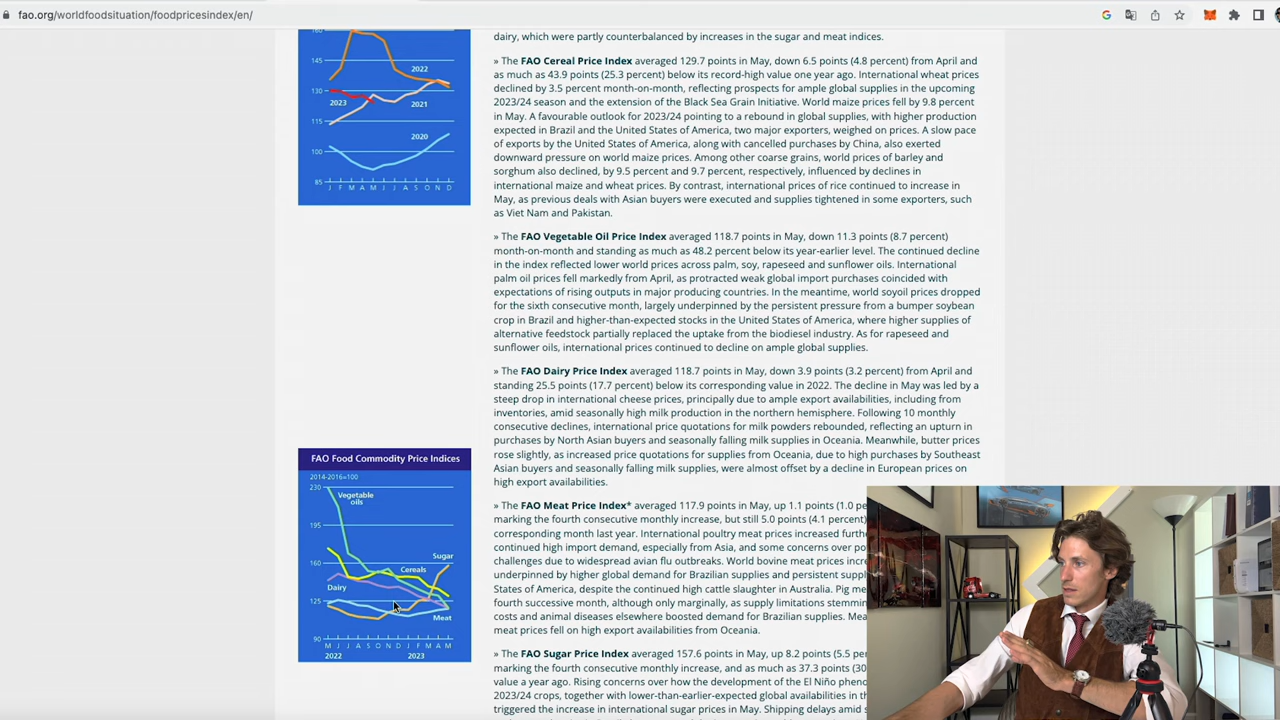 fao.org/worldfoodsituation/foodpricesindex/en/
dairy, which were partly counterbalanced by increases in the sugar and meat indices.
» The FAO Cereal Price Index averaged 129.7 points in May, down 6.5 points (4.8 percent) from April and
as much as 43.9 points (25.3 percent) below its record-high value one year ago. International wheat prices
declined by 3.5 percent month-on-month, reflecting prospects for ample global supplies in the upcoming
2023/24 season and the extension of the Black Sea Grain Initiative. World maize prices fell by 9.8 percent
in May. A favourable outlook for 2023/24 pointing to a rebound in global supplies, with higher production
expected in Brazil and the United States of America, two major exporters, weighed on prices. A slow pace
of exports by the United States of America, along with cancelled purchases by China, also exerted
downward pressure on world maize prices. Among other coarse grains, world prices of barley and
sorghum also declined, by 9.5 percent and 9.7 percent, respectively, influenced by declines in
international maize and wheat prices. By contrast, international prices of rice continued to increase in
May, as previous deals with Asian buyers were executed and supplies tightened in some exporters, such
as Viet Nam and Pakistan.
160
145
130
115
100
85
2022
2023
2021
2020
J F M A M J J A S O N D
» The FAO Vegetable Oil Price Index averaged 118.7 points in May, down 11.3 points (8.7 percent)
month-on-month and standing as much as 48.2 percent below its year-earlier level. The continued decline
in the index reflected lower world prices across palm, soy, rapeseed and sunflower oils. International
palm oil prices fell markedly from April, as protracted weak global import purchases coincided with
expectations of rising outputs in major producing countries. In the meantime, world soyoil prices dropped
for the sixth consecutive month, largely underpinned by the persistent pressure from a bumper soybean
crop in Brazil and higher-than-expected stocks in the United States of America, where higher supplies of
alternative feedstock partially replaced the uptake from the biodiesel industry. As for rapeseed and
sunflower oils, international prices continued to decline on ample global supplies.
» The FAO Dairy Price Index averaged 118.7 points in May, down 3.9 points (3.2 percent) from April and
standing 25.5 points (17.7 percent) below its corresponding value in 2022. The decline in May was led by a
steep drop in international cheese prices, principally due to ample export availabilities, including from
inventories, amid seasonally high milk production in the northern hemisphere. Following 10 monthly
consecutive declines, international price quotations for milk powders rebounded, reflecting an upturn in
purchases by North Asian buyers and seasonally falling milk supplies in Oceania. Meanwhile, butter prices
rose slightly, as increased price quotations for supplies from Oceania, due to high purchases by Southeast
Asian buyers and seasonally falling milk supplies, were almost offset by a decline in European prices on
high export availabilities.
FAO Food Commodity Price Indices
2014-2016=100
230
195
160
125
90
Vegetable
oils
Sugar
Cereals
Dairy
Meat
M J J A S O N D J F M A M
2022 2023
» The FAO Meat Price Index* averaged 117.9 points in May, up 1.1 points (1.0 pe
marking the fourth consecutive monthly increase, but still 5.0 points (4.1 percent)
corresponding month last year. International poultry meat prices increased furthe
continued high import demand, especially from Asia, and some concerns over po
challenges due to widespread avian flu outbreaks. World bovine meat prices incre
underpinned by higher global demand for Brazilian supplies and persistent suppl
States of America, despite the continued high cattle slaughter in Australia. Pig me
fourth successive month, although only marginally, as supply limitations stemmin
costs and animal diseases elsewhere boosted demand for Brazilian supplies. Mea
meat prices fell on high export availabilities from Oceania.
» The FAO Sugar Price Index averaged 157.6 points in May, up 8.2 points (5.5 per
marking the fourth consecutive monthly increase, and as much as 37.3 points (30
value a year ago. Rising concerns over how the development of the El Niño pheno
2023/24 crops, together with lower-than-earlier-expected global availabilities in th
triggered the increase in international sugar prices in May. Shipping delays amid s